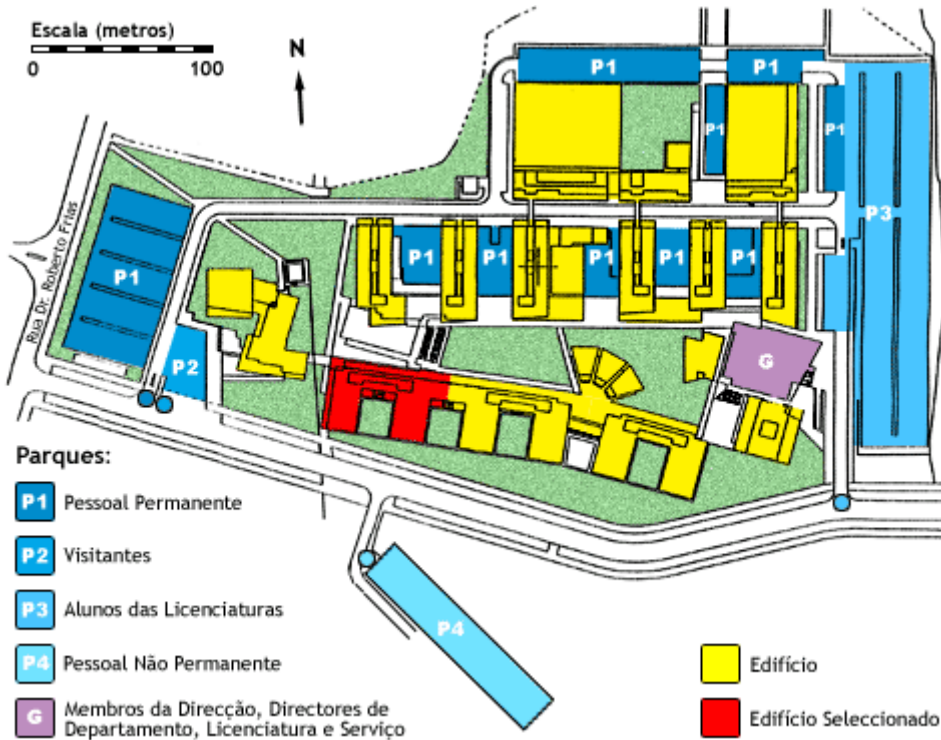 Escala (metros)
0 100
N
P1 P1
P1 P1
P3
P1 P1 P1 P1 P1
P1
Rua Dr. Roberto Frias
P2
G
Parques:
P1 Pessoal Permanente
P2 Visitantes
P3 Alunos das Licenciaturas
P4 Pessoal Não Permanente
G Membros da Direcção, Directores de
Departamento, Licenciatura e Serviço
P4
Edifício
Edifício Seleccionado